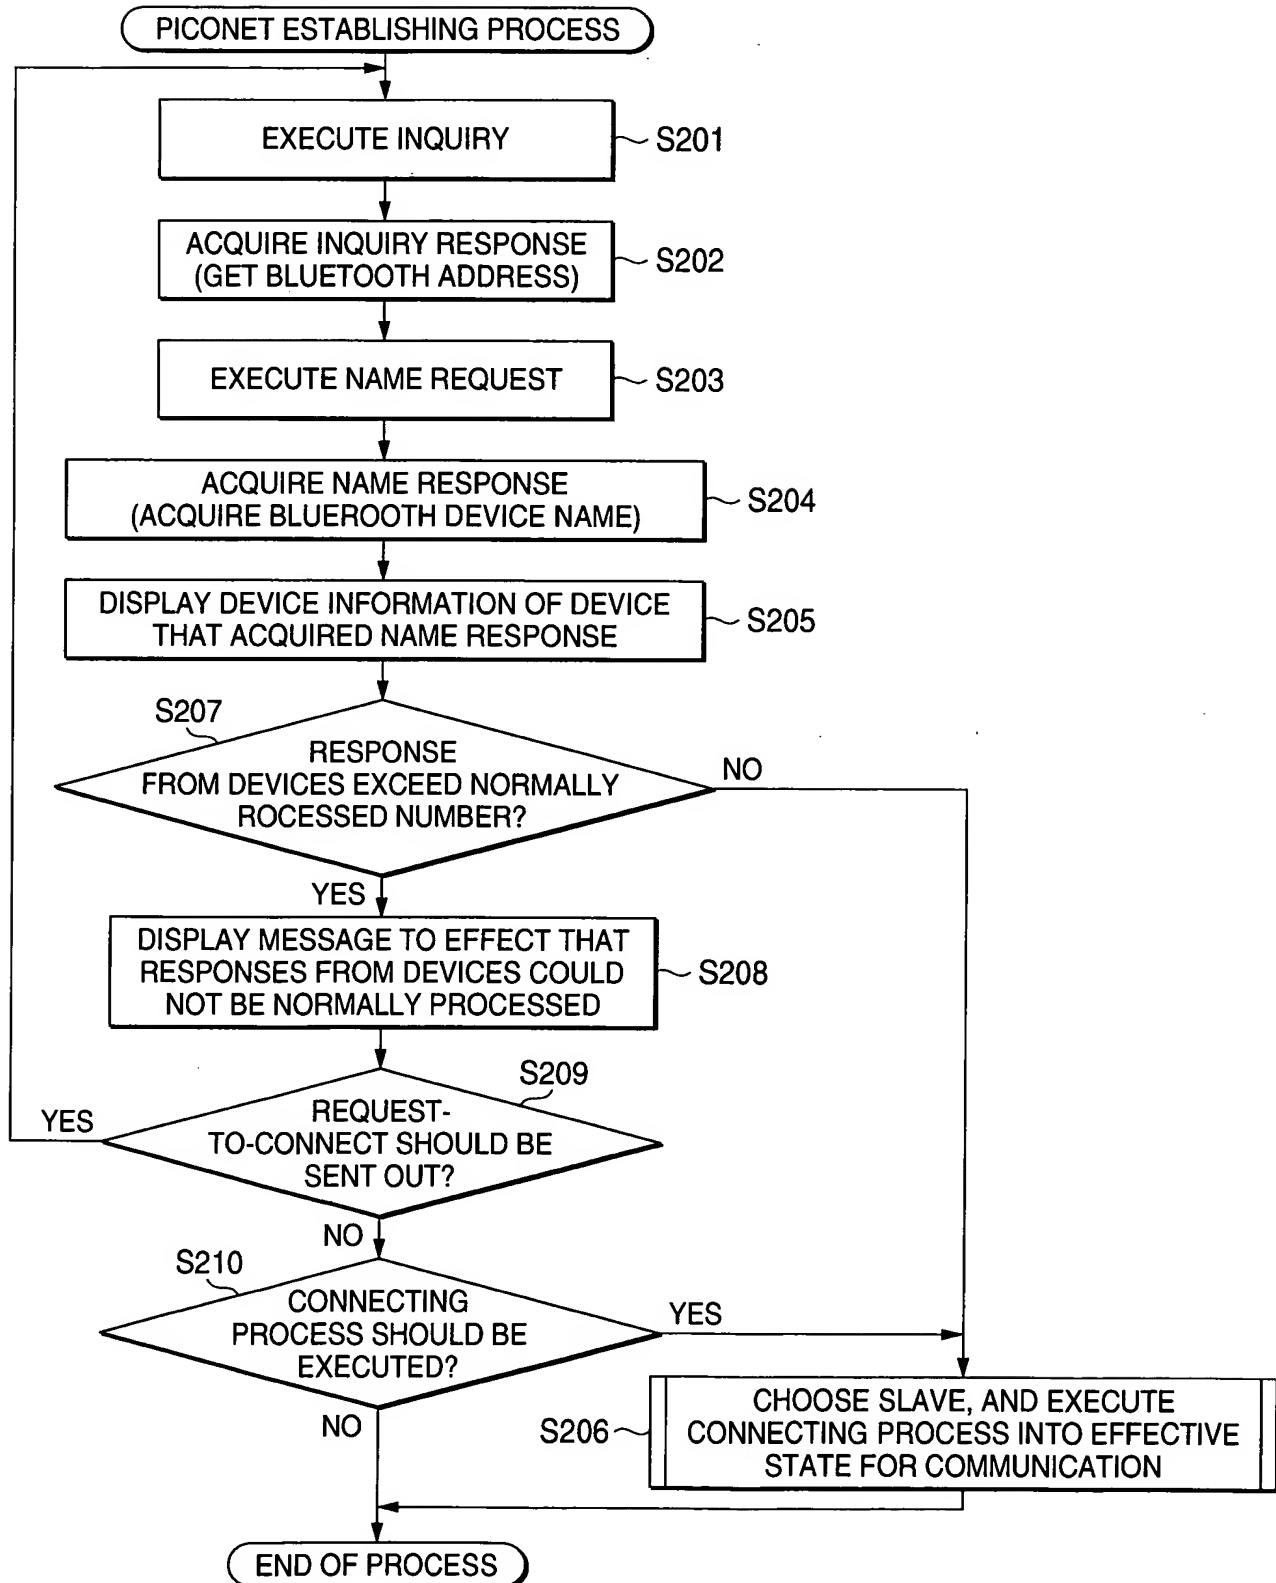 PICONET ESTABLISHING PROCESS
EXECUTE INQUIRY
S201
ACQUIRE INQUIRY RESPONSE
(GET BLUETOOTH ADDRESS)
S202
EXECUTE NAME REQUEST
S203
ACQUIRE NAME RESPONSE
(ACQUIRE BLUEROOTH DEVICE NAME)
S204
DISPLAY DEVICE INFORMATION OF DEVICE
THAT ACQUIRED NAME RESPONSE
S205
S207
RESPONSE
FROM DEVICES EXCEED NORMALLY
ROCESSED NUMBER?
NO
YES
DISPLAY MESSAGE TO EFFECT THAT
RESPONSES FROM DEVICES COULD
NOT BE NORMALLY PROCESSED
S208
S209
YES
REQUEST-
TO-CONNECT SHOULD BE
SENT OUT?
NO
S210
CONNECTING
PROCESS SHOULD BE
EXECUTED?
YES
NO
S206
CHOOSE SLAVE, AND EXECUTE
CONNECTING PROCESS INTO EFFECTIVE
STATE FOR COMMUNICATION
END OF PROCESS